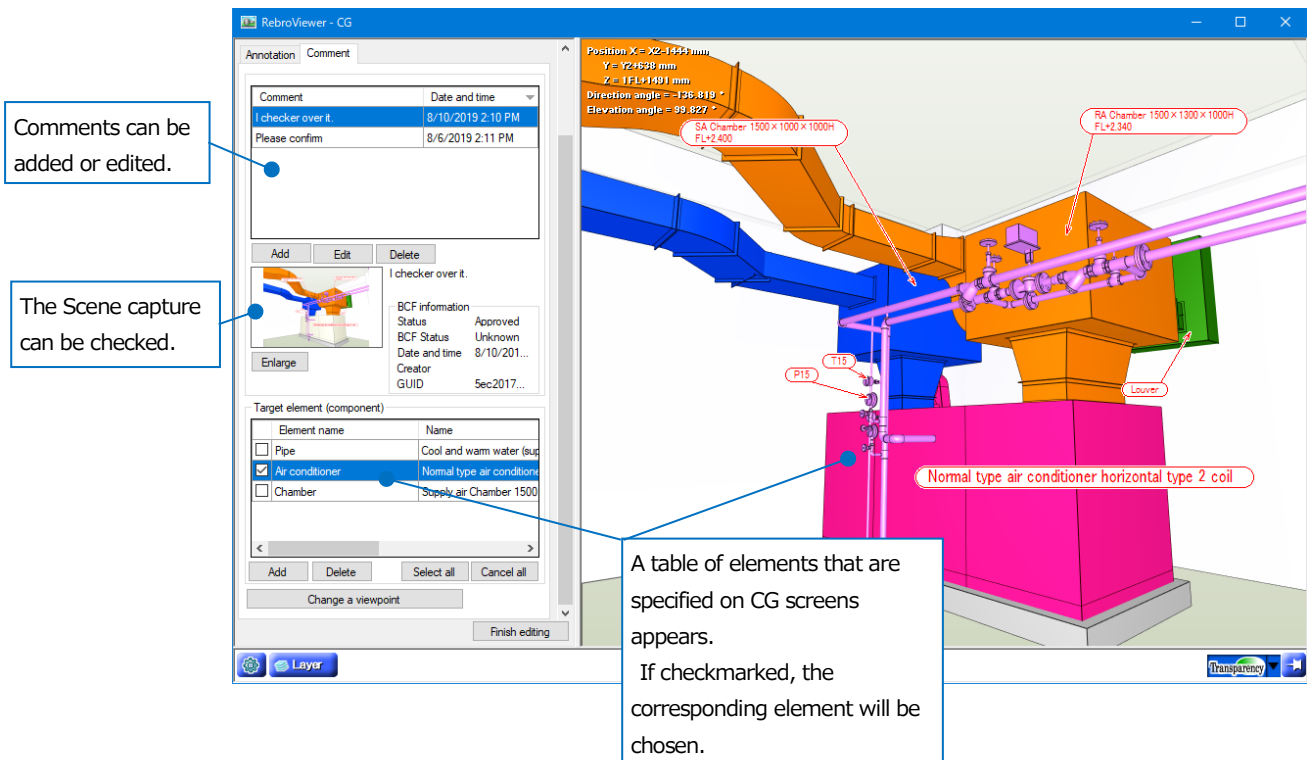 RebroViewer - CG
Annotation
Comment
Comment
Date and time
I checker over it.
8/10/2019 2:10 PM
Please confirm
8/6/2019 2:11 PM
Add
Edit
Delete
I checker over it.
BCF information
Status
Approved
BCF Status
Unknown
Date and time
8/10/201...
Creator
GUID
5ec2017...
Enlarge
Target element (component)
Element name
Name
Pipe
Cool and warm water (sup
Air conditioner
Normal type air conditione
Chamber
Supply air Chamber 1500
Add
Delete
Select all
Cancel all
Change a viewpoint
Finish editing
Layer
Position X = X2-1444 mm
Y = Y2+638 mm
Z = 1FL+1491 mm
Direction angle = -136.819 °
Elevation angle = 99.827 °
SA Chamber 1500×1000×1000H
FL+2,400
RA Chamber 1500×1300×1000H
FL+2,340
T15
P15
Louver
Normal type air conditioner horizontal type 2 coil
Transparency
Comments can be
added or edited.
The Scene capture
can be checked.
A table of elements that are
specified on CG screens
appears.
If checkmarked, the
corresponding element will be
chosen.